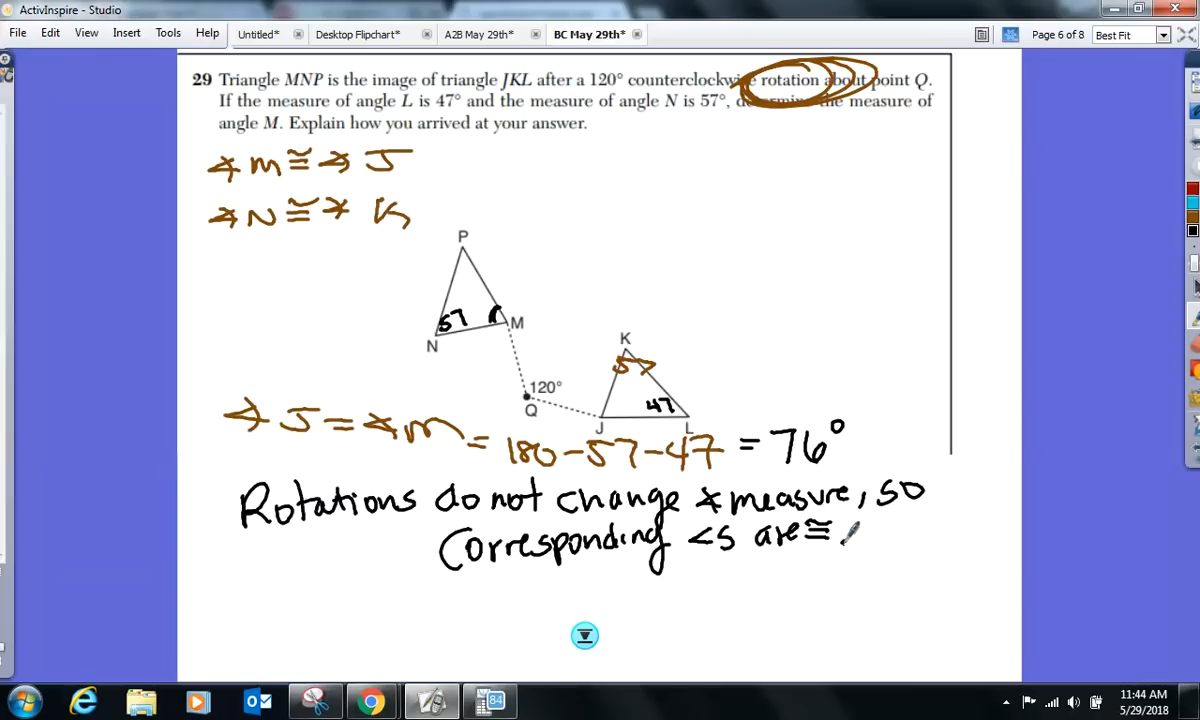 ActivInspire - Studio
File Edit View Insert Tools Help Untitled* Desktop Flipchart* A2B May 29th* BC May 29th* Page 6 of 8 Best Fit
29 Triangle MNP is the image of triangle JKL after a 120° counterclockwise rotation about point Q.
If the measure of angle L is 47° and the measure of angle N is 57°, determine the measure of
angle M. Explain how you arrived at your answer.
∡ M ≅ ∡ J
∡ N ≅ ∡ K
P
57
M
N
K
57
120°
47
Q
J
L
∡ J = ∡ M = 180 - 57 - 47 = 76°
Rotations do not change ∡ measure, so
Corresponding <s are ≅
84
11:44 AM
5/29/2018